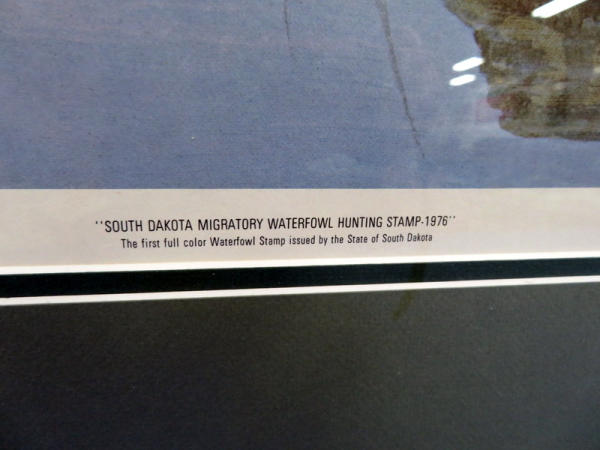 ''SOUTH DAKOTA MIGRATORY WATERFOWL HUNTING STAMP-1976''
The first full color Waterfowl Stamp issued by the State of South Dakota